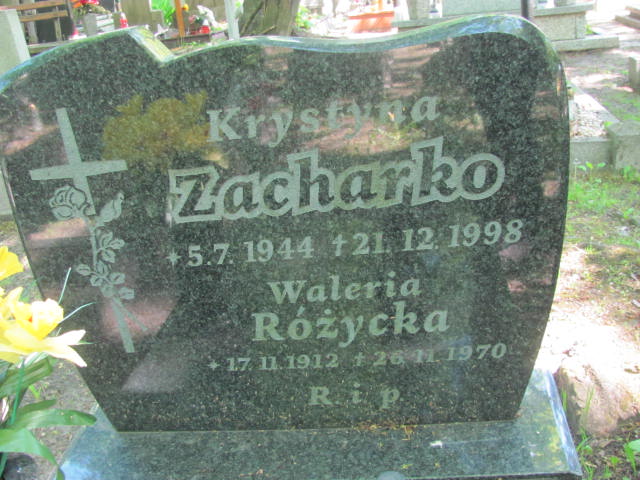 Krystyna
Zacharko
* 5.7.1944 † 21.12.1998
Waleria
Różycka
* 17.11.1912 † 26.11.1970
R i p